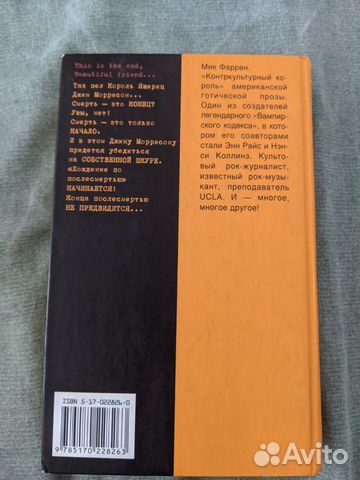 This is the end,
Beautiful friend...
Так пел Король Ящериц
Джим Моррисон...
Смерть — это КОНЕЦ?
Увы, нет!
Смерть — это только
НАЧАЛО.
И в этом Джиму Моррисону
придется убедиться
на СОБСТВЕННОЙ ШКУРЕ.
«Хождение по
послесмертью»
НАЧИНАЕТСЯ!
Конца послесмертью
НЕ ПРЕДВИДИТСЯ...
Мик Фаррен.
«Контркультурный ко-
роль» американской
готической прозы.
Один из создателей
легендарного «Вампир-
ского кодекса», в кото-
ром его соавторами
стали Энн Райс и Нэн-
си Коллинз. Культо-
вый рок-журналист,
известный рок-музы-
кант, преподаватель
UCLA. И — многое,
многое другое!
ISBN 5-17-022826-0
9 785170 228263
Avito